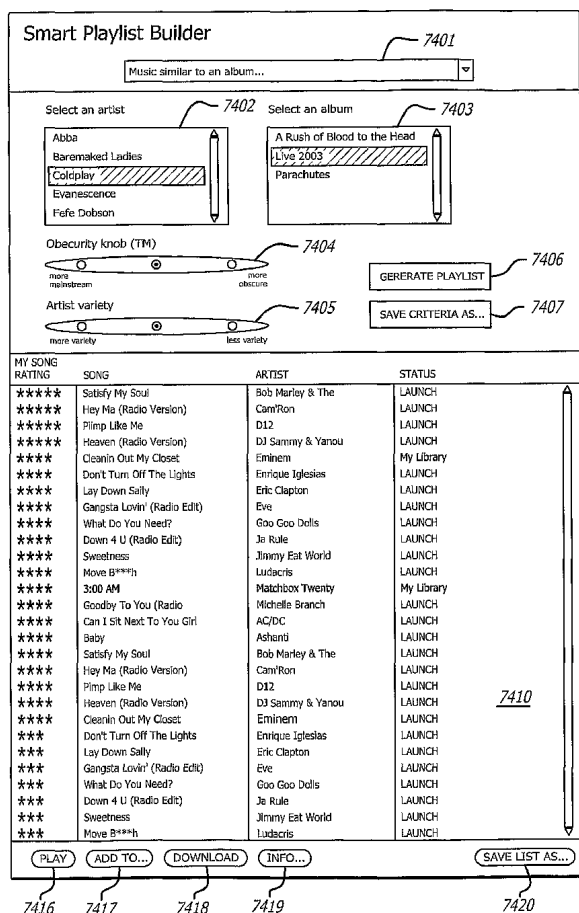 Smart Playlist Builder
7401
Music similar to an album...
Select an artist
7402
Select an album
7403
Abba
Baremaked Ladies
Coldplay
Evanescence
Fefe Dobson
A Rush of Blood to the Head
Live 2003
Parachutes
Obecurity knob (TM)
7404
more mainstream
more obscure
GERERATE PLAYLIST
7406
Artist variety
7405
more variety
less variety
SAVE CRITERIA AS...
7407
MY SONG RATING SONG ARTIST STATUS
***** Satisfy My Soul Bob Marley & The LAUNCH
***** Hey Ma (Radio Version) Cam'Ron LAUNCH
***** Plimp Like Me D12 LAUNCH
***** Heaven (Radio Version) DJ Sammy & Yanou LAUNCH
**** Cleanin Out My Closet Eminem My Library
**** Don't Turn Off The Lights Enrique Iglesias LAUNCH
**** Lay Down Sally Eric Clapton LAUNCH
**** Gangsta Lovin' (Radio Edit) Eve LAUNCH
**** What Do You Need? Goo Goo Dolls LAUNCH
**** Down 4 U (Radio Edit) Ja Rule LAUNCH
**** Sweetness Jimmy Eat World LAUNCH
**** Move B***h Ludacris LAUNCH
**** 3:00 AM Matchbox Twenty My Library
**** Goodby To You (Radio Michelle Branch LAUNCH
**** Can I Sit Next To You Girl AC/DC LAUNCH
**** Baby Ashanti LAUNCH
**** Satisfy My Soul Bob Marley & The LAUNCH
**** Hey Ma (Radio Version) Cam'Ron LAUNCH
**** Pimp Like Me D12 LAUNCH
**** Heaven (Radio Version) DJ Sammy & Yanou LAUNCH
**** Cleanin Out My Closet Eminem LAUNCH
*** Don't Turn Off The Lights Enrique Iglesias LAUNCH
*** Lay Down Sally Eric Clapton LAUNCH
*** Gangsta Lovin' (Radio Edit) Eve LAUNCH
*** What Do You Need? Goo Goo Dolls LAUNCH
*** Down 4 U (Radio Edit) Ja Rule LAUNCH
*** Sweetness Jimmy Eat World LAUNCH
*** Move B***h Ludacris LAUNCH
7410
PLAY ADD TO... DOWNLOAD INFO... SAVE LIST AS...
7416 7417 7418 7419 7420